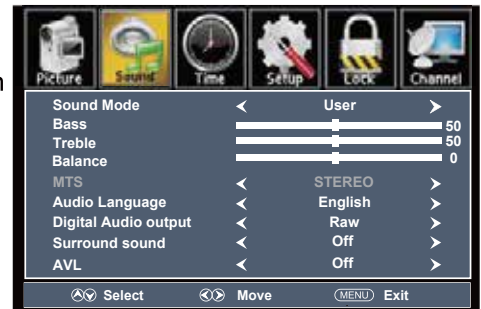 Picture Sound Time Setup Lock Channel
Sound Mode User
Bass 50
Treble 50
Balance 0
MTS STEREO
Audio Language English
Digital Audio output Raw
Surround sound Off
AVL Off
Select Move MENU Exit